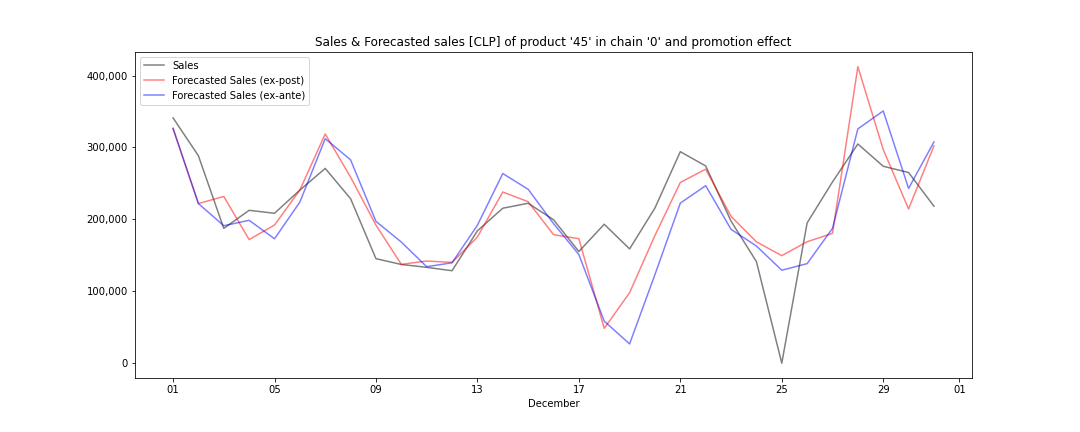 Sales & Forecasted sales [CLP] of product '45' in chain '0' and promotion effect
Sales
Forecasted Sales (ex-post)
Forecasted Sales (ex-ante)
400,000
300,000
200,000
100,000
0
01 05 09 13 17 21 25 29 01
December